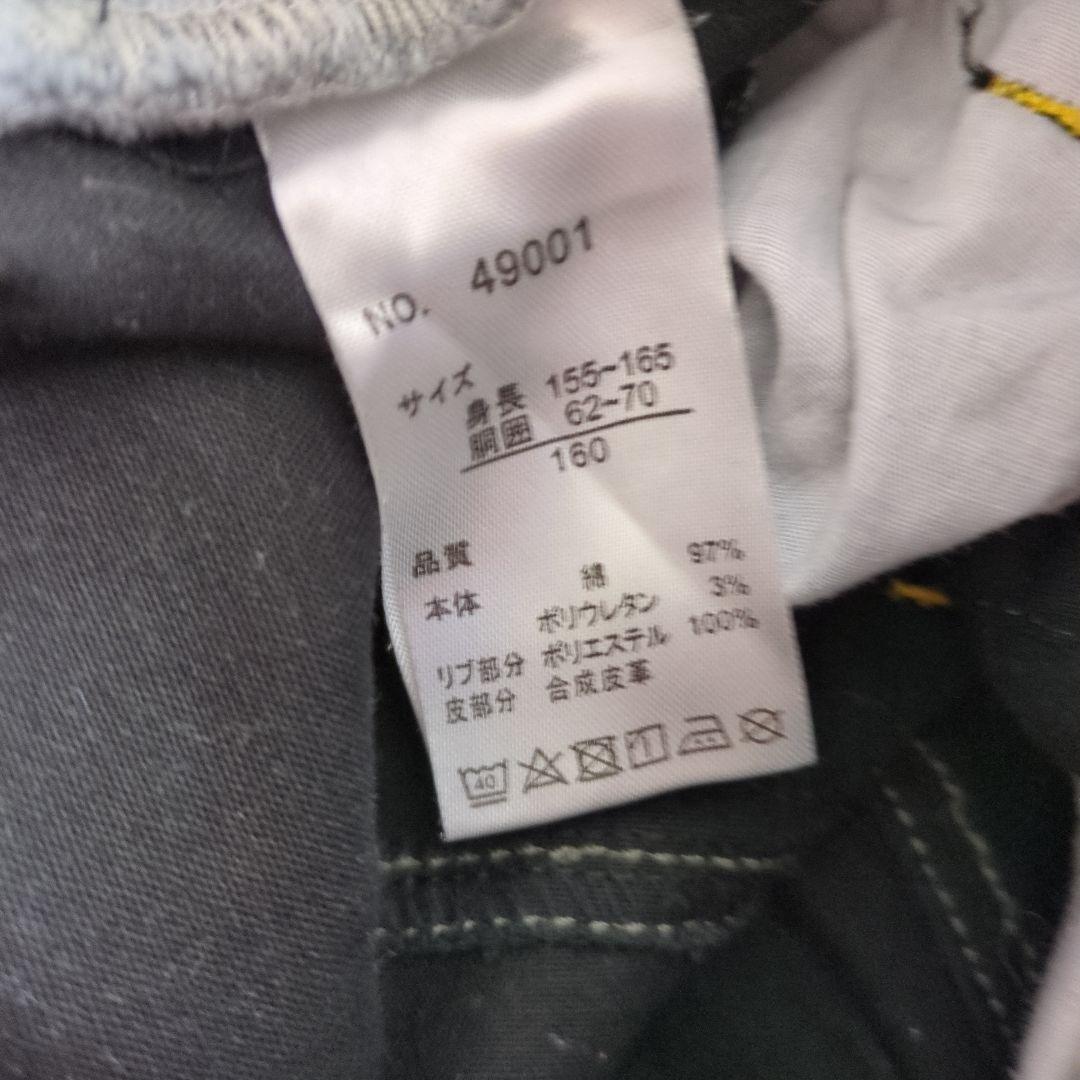 NO. 49001
サイズ
身長 155~165
胴囲 62~70
160
品質
本体 綿 97%
ポリウレタン 3%
リブ部分 ポリエステル 100%
皮部分 合成皮革
40